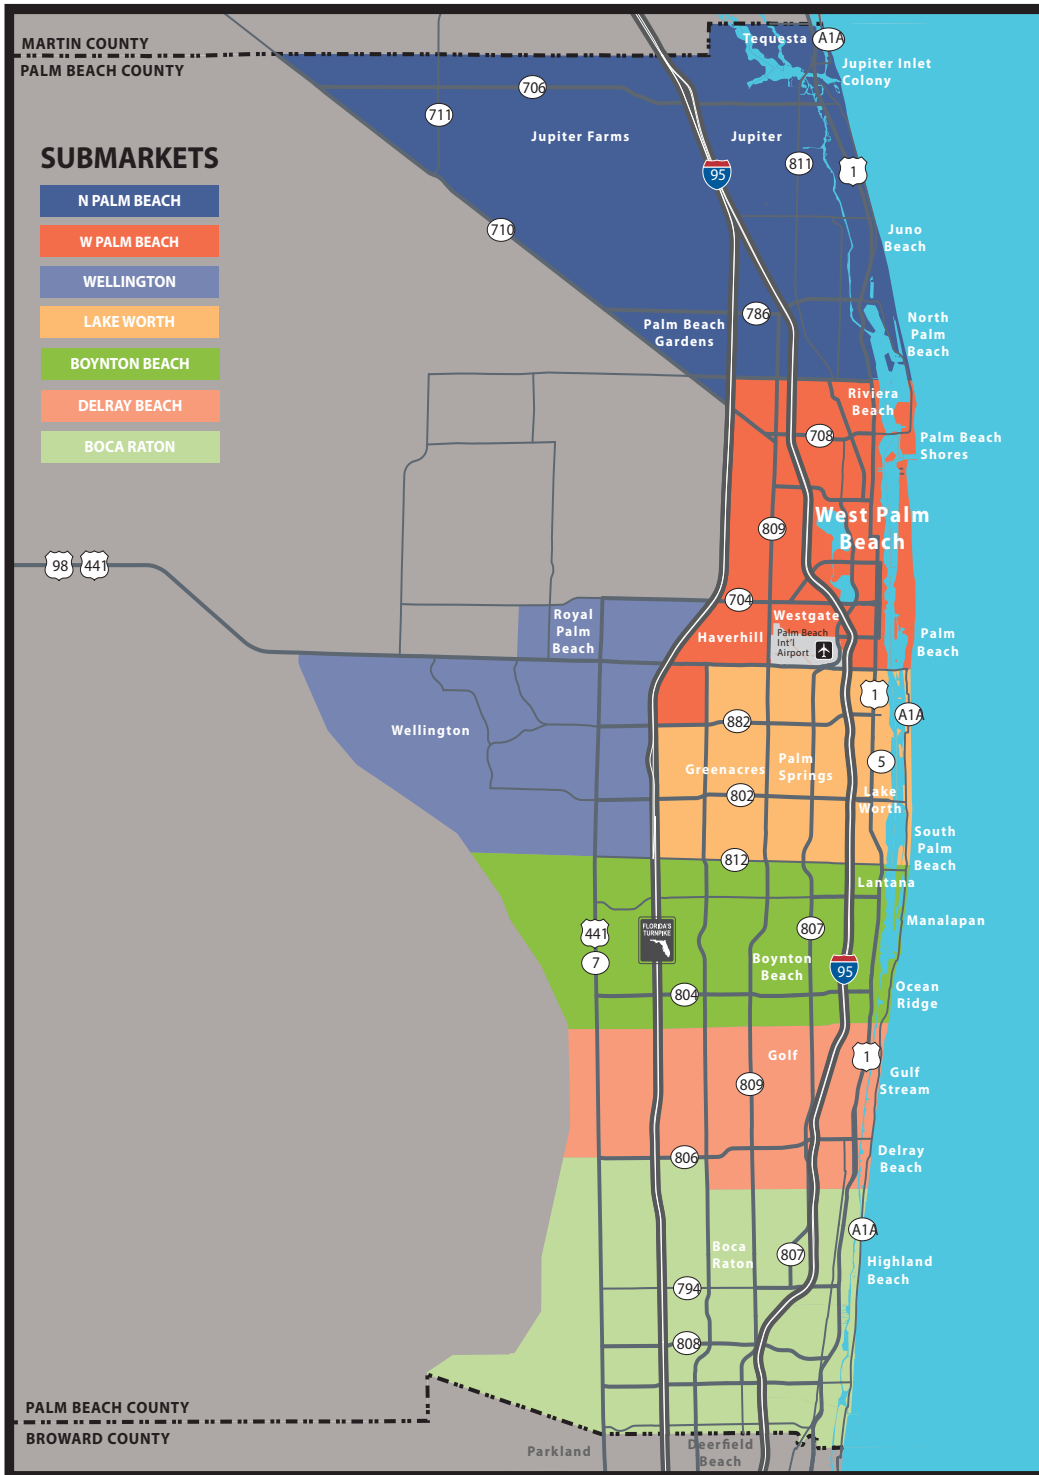 MARTIN COUNTY
PALM BEACH COUNTY
SUBMARKETS
N PALM BEACH
W PALM BEACH
WELLINGTON
LAKE WORTH
BOYNTON BEACH
DELRAY BEACH
BOCA RATON
Tequesta
A1A
Jupiter Inlet
Colony
706
711
Jupiter Farms
Jupiter
811
1
95
710
Juno
Beach
786
Palm Beach
Gardens
North
Palm
Beach
Riviera
Beach
708
Palm Beach
Shores
West Palm
Beach
809
98
441
704
Royal
Palm
Beach
Westgate
Haverhill
Palm Beach
Int'l
Airport
Palm
Beach
1
A1A
882
Wellington
5
Greenacres
Palm
Springs
802
Lake
Worth
South
Palm
Beach
812
Lantana
Manalapan
441
7
FLORIDA'S
TURNPIKE
807
Boynton
Beach
95
804
Ocean
Ridge
Golf
1
809
Gulf
Stream
806
Delray
Beach
A1A
Boca
Raton
807
Highland
Beach
794
808
PALM BEACH COUNTY
BROWARD COUNTY
Parkland
Deerfield
Beach